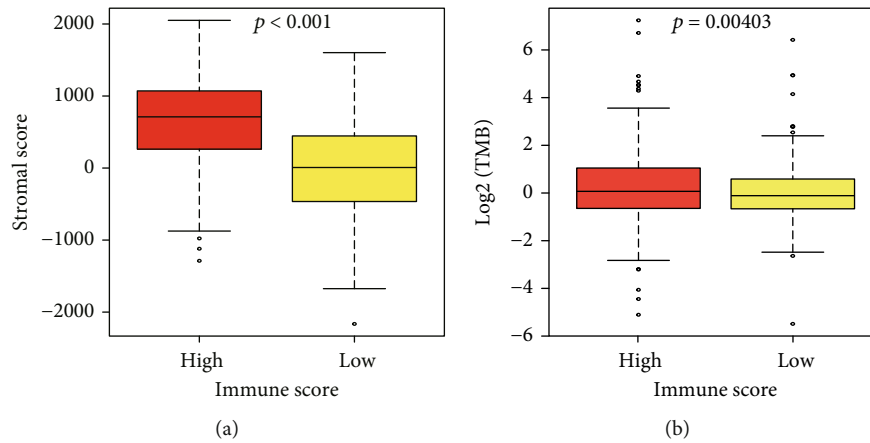 p < 0.001
2000
1000
0
−1000
−2000
Stromal score
High
Low
Immune score
(a)
p = 0.00403
6
4
2
0
−2
−4
−6
Log2 (TMB)
High
Low
Immune score
(b)